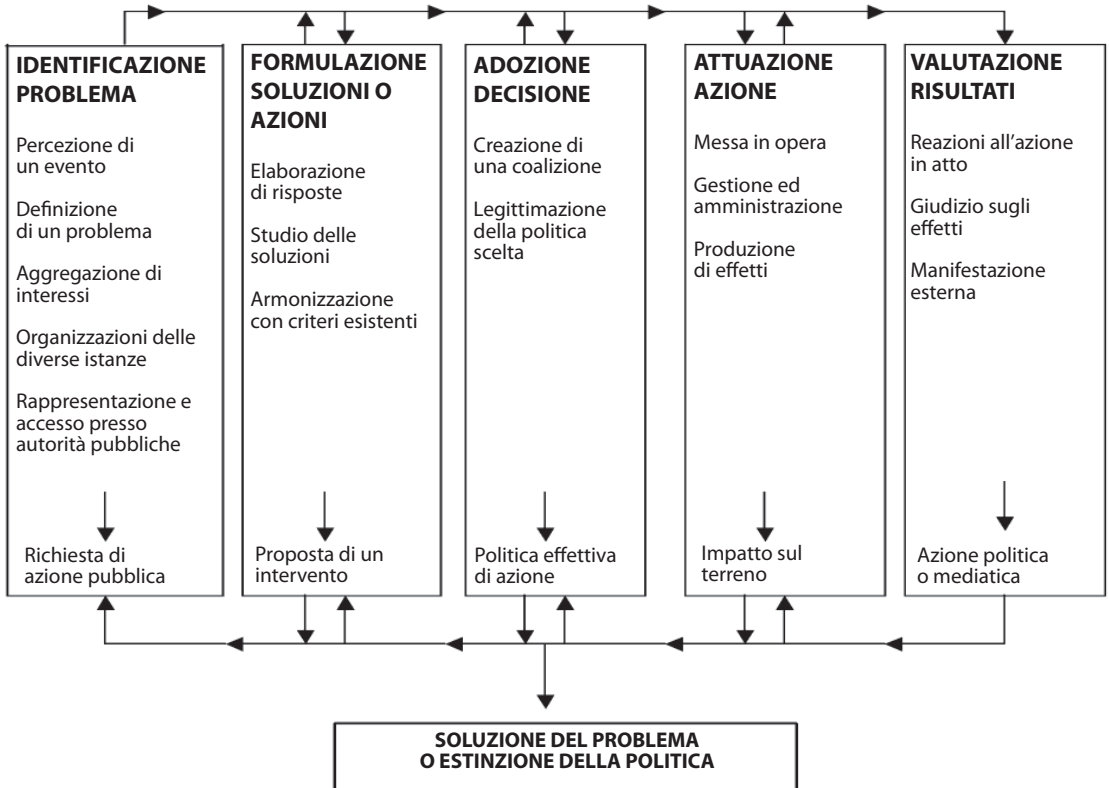 IDENTIFICAZIONE
PROBLEMA
Percezione di
un evento
Definizione
di un problema
Aggregazione di
interessi
Organizzazioni delle
diverse istanze
Rappresentazione e
accesso presso
autorità pubbliche
Richiesta di
azione pubblica
FORMULAZIONE
SOLUZIONI O
AZIONI
Elaborazione
di risposte
Studio delle
soluzioni
Armonizzazione
con criteri esistenti
Proposta di un
intervento
ADOZIONE
DECISIONE
Creazione di
una coalizione
Legittimazione
della politica
scelta
Politica effettiva
di azione
ATTUAZIONE
AZIONE
Messa in opera
Gestione ed
amministrazione
Produzione
di effetti
Impatto sul
terreno
VALUTAZIONE
RISULTATI
Reazioni all’azione
in atto
Giudizio sugli
effetti
Manifestazione
esterna
Azione politica
o mediatica
SOLUZIONE DEL PROBLEMA
O ESTINZIONE DELLA POLITICA